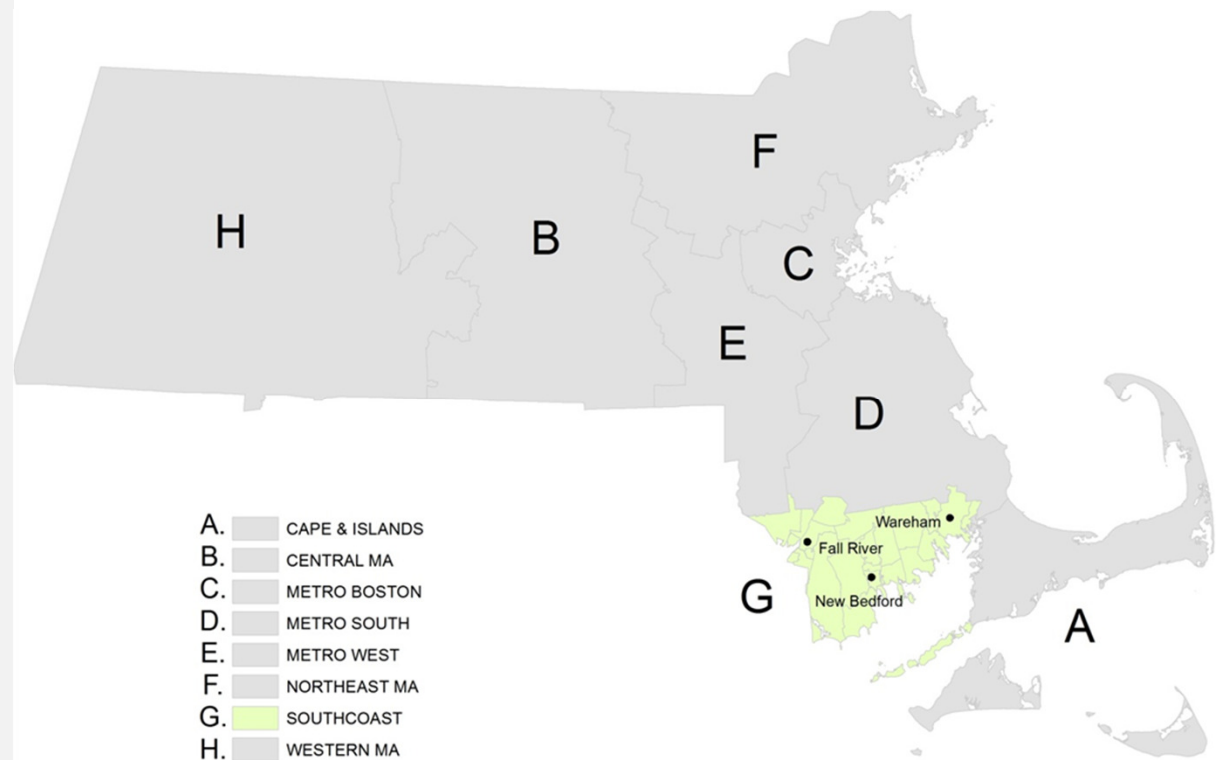 F
H
B
C
E
D
Wareham
Fall River
New Bedford
G
A
A. CAPE & ISLANDS
B. CENTRAL MA
C. METRO BOSTON
D. METRO SOUTH
E. METRO WEST
F. NORTHEAST MA
G. SOUTHCOAST
H. WESTERN MA